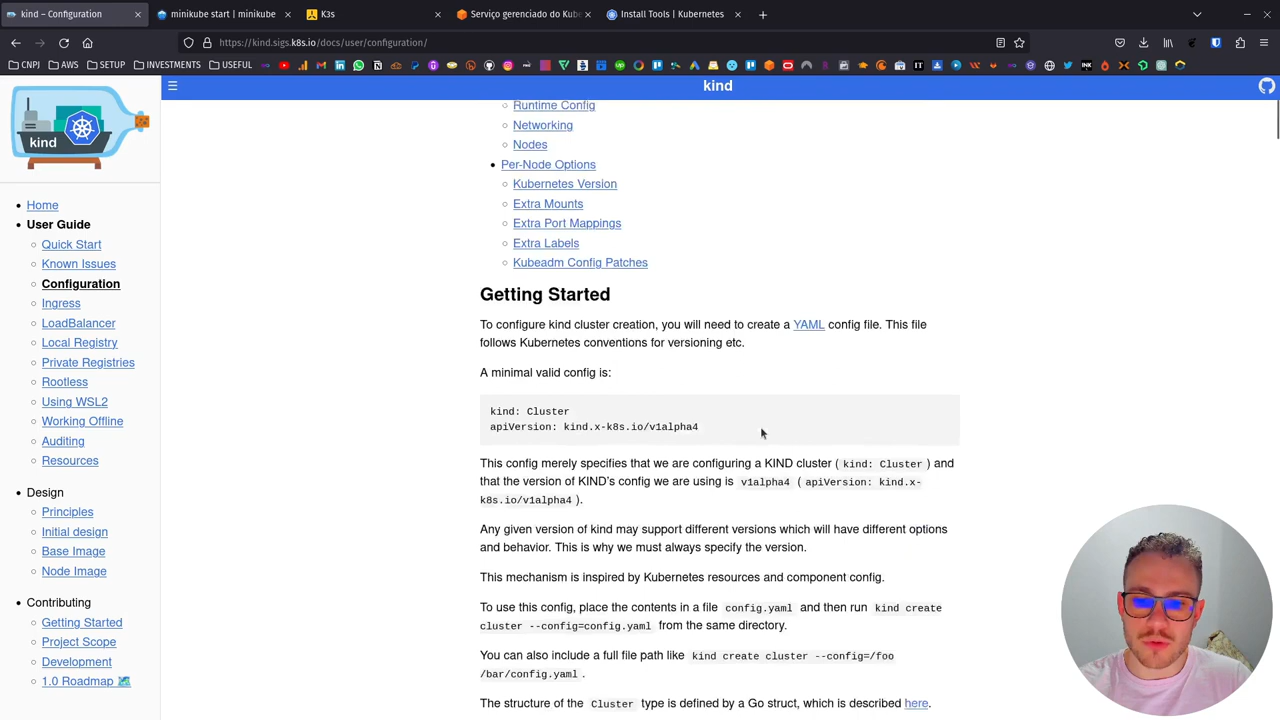 kind – Configuration
minikube start | minikube
K3s
Serviço gerenciado do Kube
Install Tools | Kubernetes
https://kind.sigs.k8s.io/docs/user/configuration/
CNPJ
AWS
SETUP
INVESTMENTS
USEFUL
kind
kind
Home
User Guide
Quick Start
Known Issues
Configuration
Ingress
LoadBalancer
Local Registry
Private Registries
Rootless
Using WSL2
Working Offline
Auditing
Resources
Design
Principles
Initial design
Base Image
Node Image
Contributing
Getting Started
Project Scope
Development
1.0 Roadmap 🗺️
Runtime Config
Networking
Nodes
Per-Node Options
Kubernetes Version
Extra Mounts
Extra Port Mappings
Extra Labels
Kubeadm Config Patches
Getting Started
To configure kind cluster creation, you will need to create a YAML config file. This file
follows Kubernetes conventions for versioning etc.
A minimal valid config is:
kind: Cluster
apiVersion: kind.x-k8s.io/v1alpha4
This config merely specifies that we are configuring a KIND cluster ( kind: Cluster ) and
that the version of KIND’s config we are using is v1alpha4 ( apiVersion: kind.x-
k8s.io/v1alpha4 ).
Any given version of kind may support different versions which will have different options
and behavior. This is why we must always specify the version.
This mechanism is inspired by Kubernetes resources and component config.
To use this config, place the contents in a file config.yaml and then run kind create
cluster --config=config.yaml from the same directory.
You can also include a full file path like kind create cluster --config=/foo
/bar/config.yaml .
The structure of the Cluster type is defined by a Go struct, which is described here.